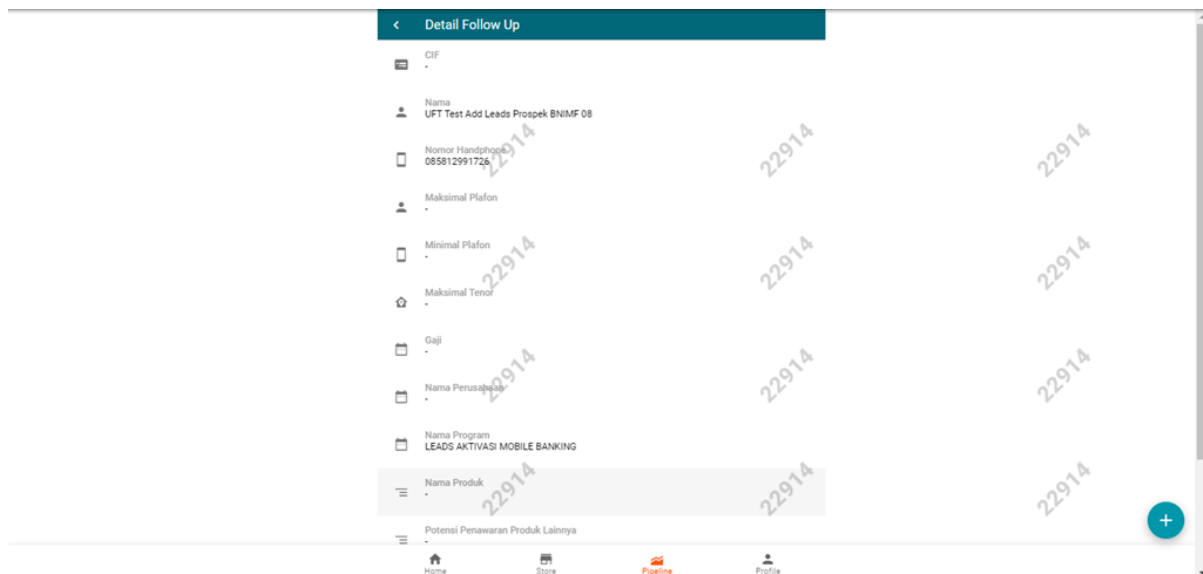 Detail Follow Up
CIF
-
Nama
UFT Test Add Leads Prospek BNIMF 08
Nomor Handphone
085812991726
22914
22914
22914
Maksimal Plafon
-
Minimal Plafon
-
22914
22914
22914
Maksimal Tenor
-
Gaji
-
22914
22914
22914
Nama Perusahaan
-
Nama Program
LEADS AKTIVASI MOBILE BANKING
Nama Produk
-
22914
22914
22914
Potensi Penawaran Produk Lainnya
-
Home
Store
Pipeline
Profile